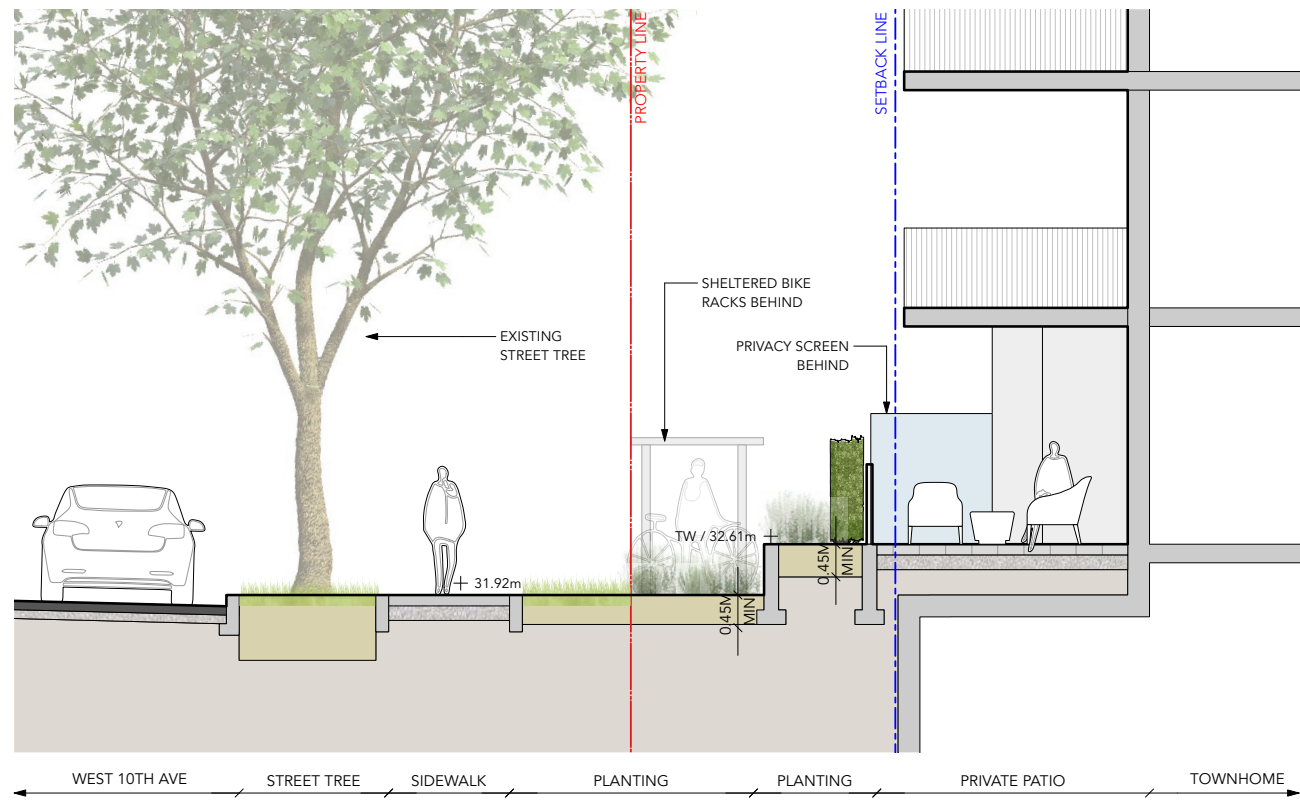 PROPERTY LINE
SETBACK LINE
SHELTERED BIKE
RACKS BEHIND
EXISTING
STREET TREE
PRIVACY SCREEN
BEHIND
TW / 32.61m
31.92m
0.45M
MIN
0.45M
MIN
WEST 10TH AVE
STREET TREE
SIDEWALK
PLANTING
PLANTING
PRIVATE PATIO
TOWNHOME